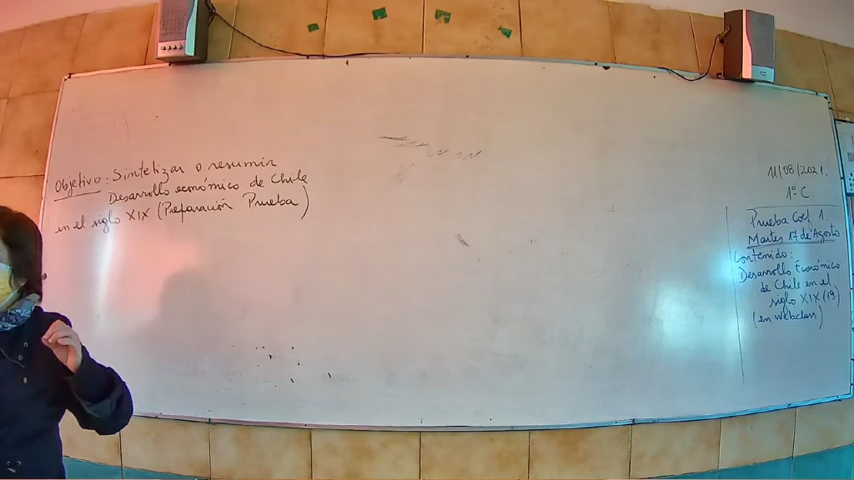 Objetivo: Sintetizar o resumir
Desarrollo económico de Chile
en el siglo XIX (Preparación Prueba)
11/08/2021.
1º C.
Prueba Coef. 1.
Martes 17 de Agosto
Contenido:
Desarrollo Económico
de Chile en el
siglo XIX (19)
(en webclass)